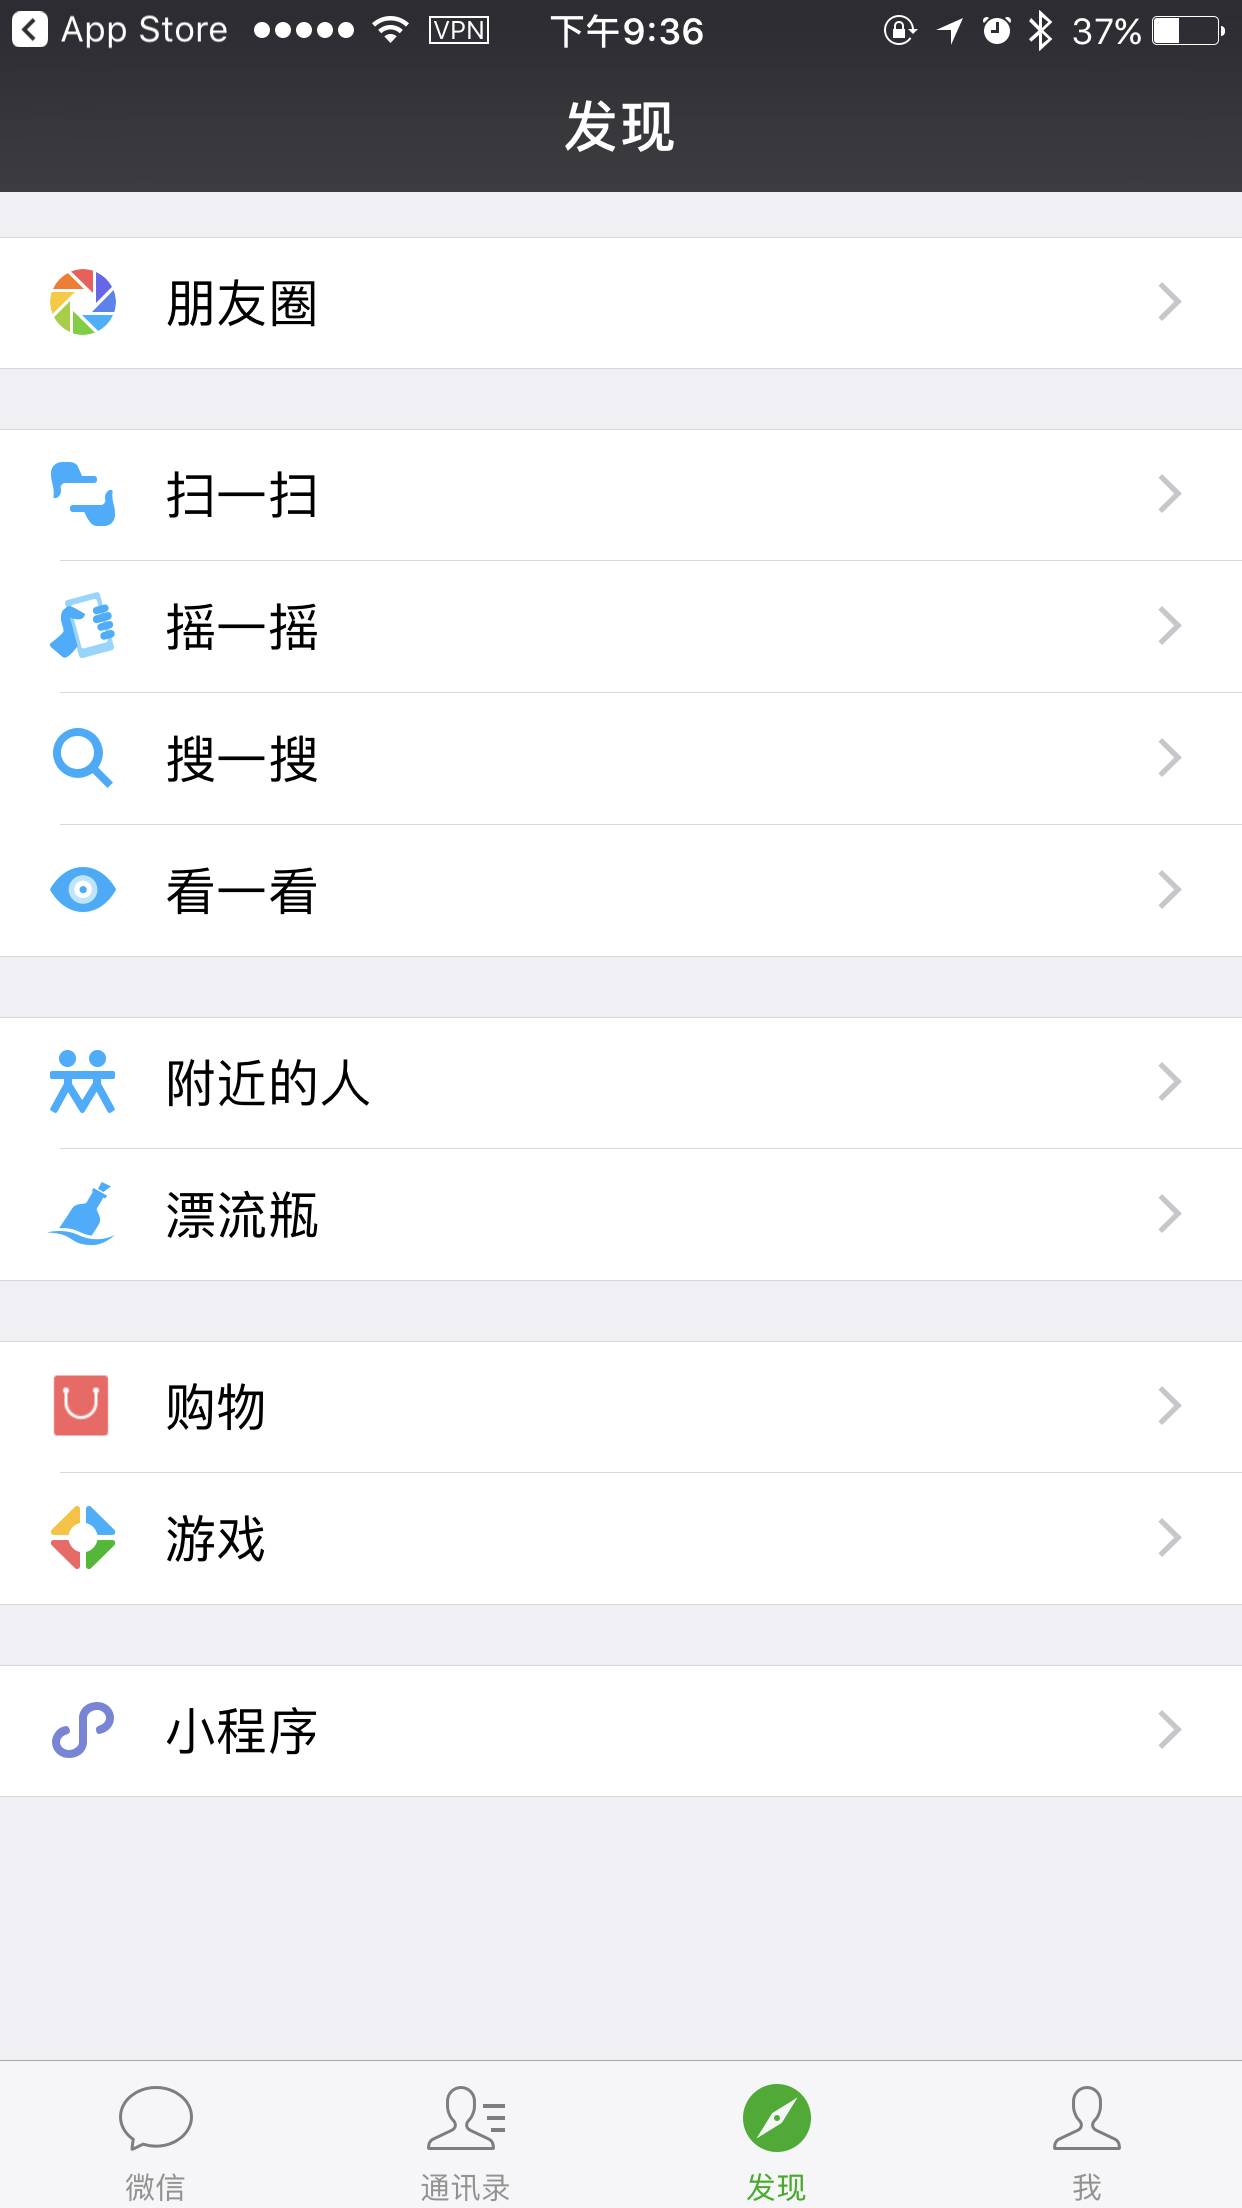 App Store VPN 下午9:36 37%
发现
朋友圈
扫一扫
摇一摇
搜一搜
看一看
附近的人
漂流瓶
购物
游戏
小程序
微信 通讯录 发现 我